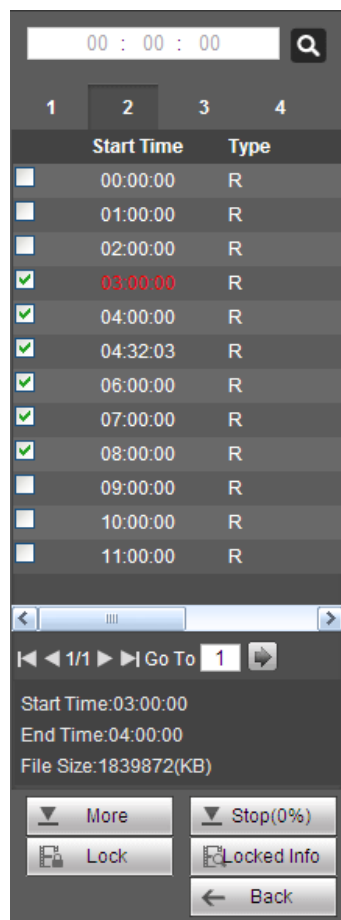 00 : 00 : 00
1 2 3 4
Start Time Type
00:00:00 R
01:00:00 R
02:00:00 R
03:00:00 R
04:00:00 R
04:32:03 R
06:00:00 R
07:00:00 R
08:00:00 R
09:00:00 R
10:00:00 R
11:00:00 R
1/1 Go To 1
Start Time:03:00:00
End Time:04:00:00
File Size:1839872(KB)
More Stop(0%)
Lock Locked Info
Back